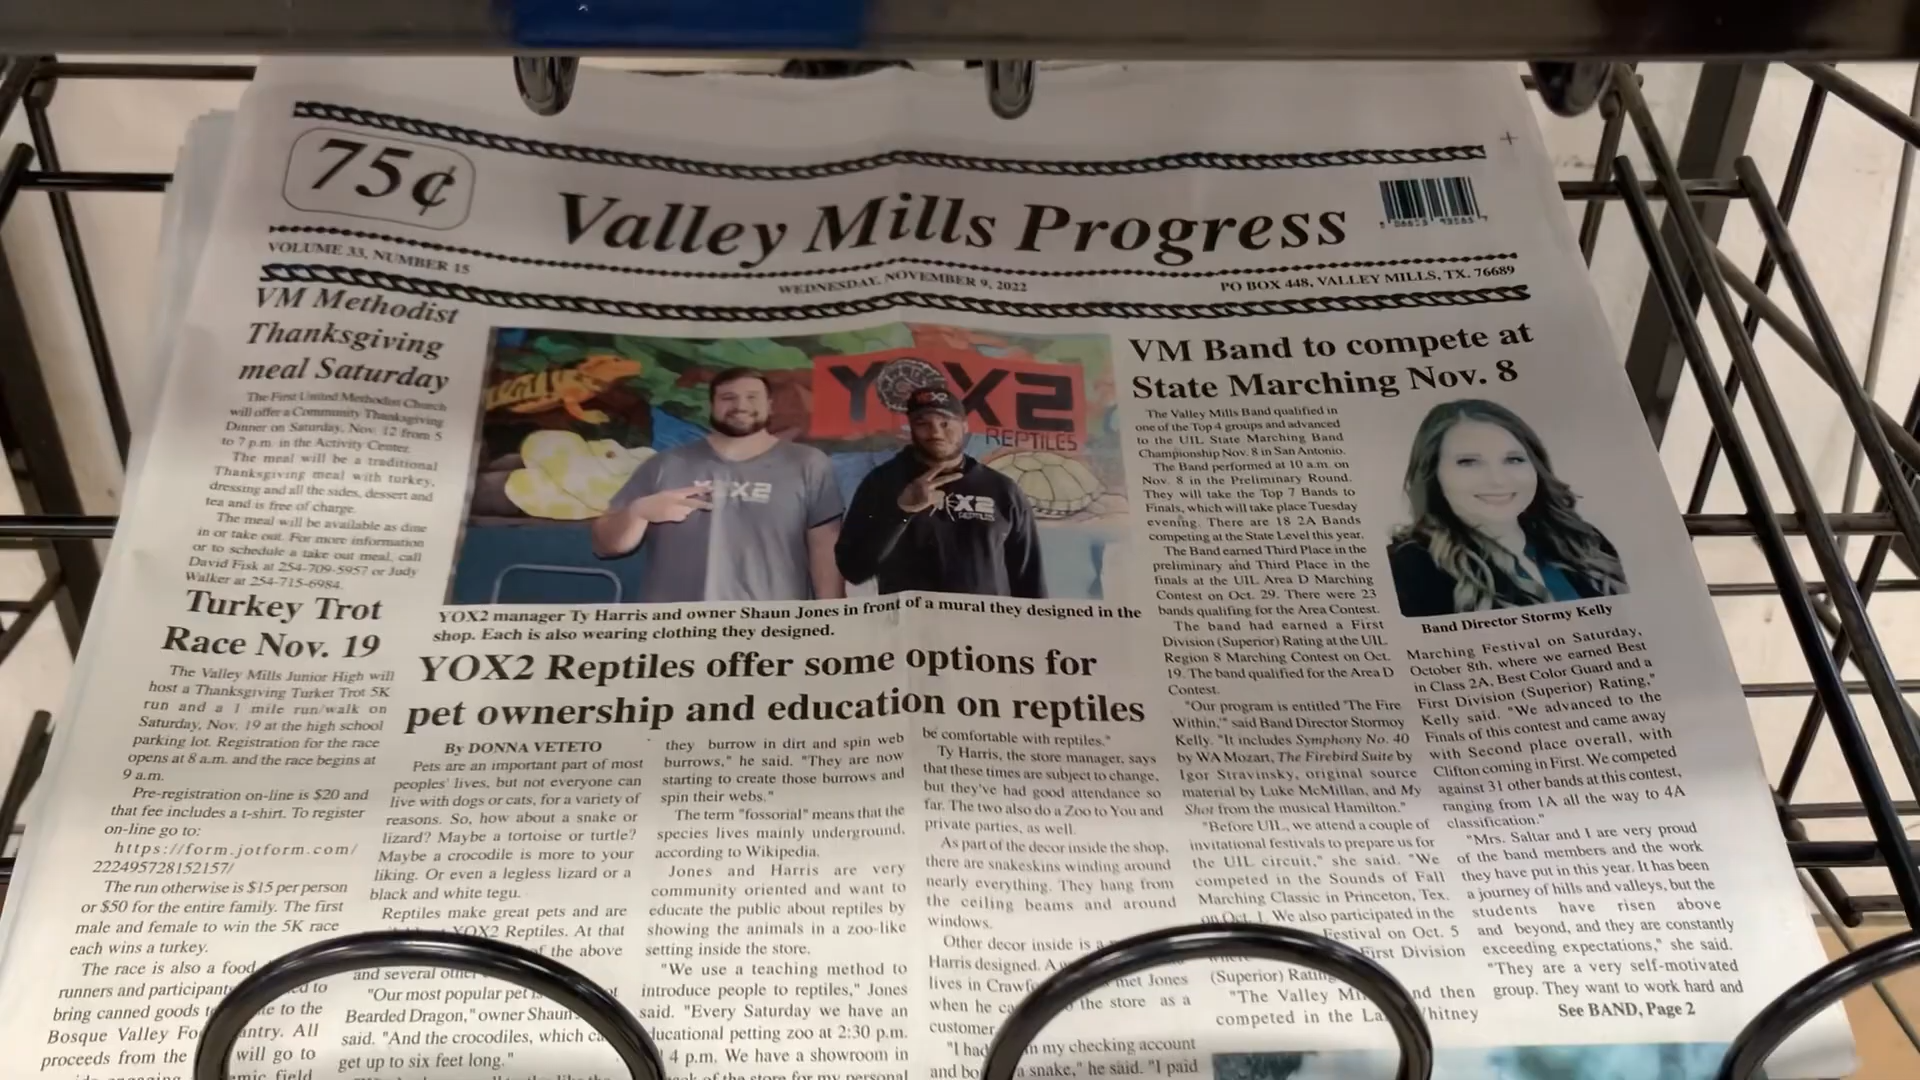 75¢
Valley Mills Progress
VOLUME 33, NUMBER 15
WEDNESDAY, NOVEMBER 9, 2022
PO BOX 448, VALLEY MILLS, TX. 76689
VM Methodist
Thanksgiving
meal Saturday
The First United Methodist Church
will offer a Community Thanksgiving
Dinner on Saturday, Nov. 12 from 5
to 7 p.m. in the Activity Center.
The meal will be a traditional
Thanksgiving meal with turkey,
dressing and all the sides, dessert and
tea and is free of charge.
The meal will be available as dine
in or take out. For more information
or to schedule a take out meal, call
David Fisk at 254-709-5957 or Judy
Walker at 254-715-6984.
Turkey Trot
Race Nov. 19
The Valley Mills Junior High will
host a Thanksgiving Turket Trot 5K
run and a 1 mile run/walk on
Saturday, Nov. 19 at the high school
parking lot. Registration for the race
opens at 8 a.m. and the race begins at
9 a.m.
Pre-registration on-line is $20 and
that fee includes a t-shirt. To register
on-line go to:
https://form.jotform.com/
222495728152157/
The run otherwise is $15 per person
or $50 for the entire family. The first
male and female to win the 5K race
each wins a turkey.
The race is also a food
runners and participants to
bring canned goods to the
Bosque Valley All
proceeds from the will go to
field
YOX2
REPTILES
X2
X2
REPTILES
YOX2 manager Ty Harris and owner Shaun Jones in front of a mural they designed in the
shop. Each is also wearing clothing they designed.
YOX2 Reptiles offer some options for
pet ownership and education on reptiles
By DONNA VETETO
Pets are an important part of most
peoples' lives, but not everyone can
live with dogs or cats, for a variety of
reasons. So, how about a snake or
lizard? Maybe a tortoise or turtle?
Maybe a crocodile is more to your
liking. Or even a legless lizard or a
black and white tegu.
Reptiles make great pets and are
YOX2 Reptiles. At that
the above
and several other
"Our most popular pet
Bearded Dragon," owner Shaun
said. "And the crocodiles, which
get up to six feet long."
they burrow in dirt and spin web
burrows," he said. "They are now
starting to create those burrows and
spin their webs."
The term "fossorial" means that the
species lives mainly underground,
according to Wikipedia.
Jones and Harris are very
community oriented and want to
educate the public about reptiles by
showing the animals in a zoo-like
setting inside the store.
"We use a teaching method to
introduce people to reptiles," Jones
said. "Every Saturday we have an
educational petting zoo at 2:30 p.m.
4 p.m. We have a showroom in
of the store for my personal
be comfortable with reptiles."
Ty Harris, the store manager, says
that these times are subject to change,
but they've had good attendance so
far. The two also do a Zoo to You and
private parties, as well.
As part of the decor inside the shop,
there are snakeskins winding around
nearly everything. They hang from
the ceiling beams and around
windows.
Other decor inside is a
Harris designed.
lives in met Jones
when he the store as a
customer
"I had in my checking account
and a snake," he said. "I paid
VM Band to compete at
State Marching Nov. 8
The Valley Mills Band qualified in
one of the Top 4 groups and advanced
to the UIL State Marching Band
Championship Nov. 8 in San Antonio.
The Band performed at 10 a.m. on
Nov. 8 in the Preliminary Round.
They will take the Top 7 Bands to
Finals, which will take place Tuesday
evening. There are 18 2A Bands
competing at the State Level this year.
The Band earned Third Place in the
preliminary and Third Place in the
finals at the UIL Area D Marching
Contest on Oct. 29. There were 23
bands qualifing for the Area Contest.
The band had earned a First
Division (Superior) Rating at the UIL
Region 8 Marching Contest on Oct.
19. The band qualified for the Area D
Contest.
"Our program is entitled 'The Fire
Within,'" said Band Director Stormoy
Kelly. "It includes Symphony No. 40
by WA Mozart, The Firebird Suite by
Igor Stravinsky, original source
material by Luke McMillan, and My
Shot from the musical Hamilton."
"Before UIL, we attend a couple of
invitational festivals to prepare us for
the UIL circuit," she said. "We
competed in the Sounds of Fall
Marching Classic in Princeton, Tex.
on Oct. 1. We also participated in the
Festival on Oct. 5
where First Division
(Superior) Rating
"The Valley and then
competed in the Whitney
Band Director Stormy Kelly
Marching Festival on Saturday,
October 8th, where we earned Best
in Class 2A, Best Color Guard and a
First Division (Superior) Rating,"
Kelly said. "We advanced to the
Finals of this contest and came away
with Second place overall, with
Clifton coming in First. We competed
against 31 other bands at this contest,
ranging from 1A all the way to 4A
classification."
"Mrs. Saltar and I are very proud
of the band members and the work
they have put in this year. It has been
a journey of hills and valleys, but the
students have risen above
and beyond, and they are constantly
exceeding expectations," she said.
"They are a very self-motivated
group. They want to work hard and
See BAND, Page 2